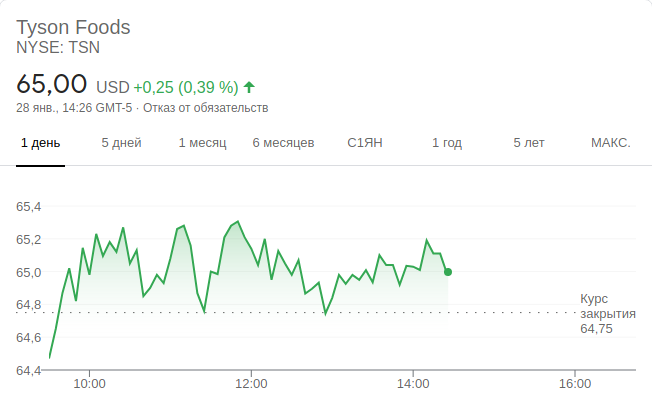 Tyson Foods
NYSE: TSN
65,00 USD +0,25 (0,39 %)
28 янв., 14:26 GMT-5 · Отказ от обязательств
1 день 5 дней 1 месяц 6 месяцев С1ЯН 1 год 5 лет МАКС.
65,4
65,2
65,0
64,8
64,6
64,4
Курс
закрытия
64,75
10:00 12:00 14:00 16:00